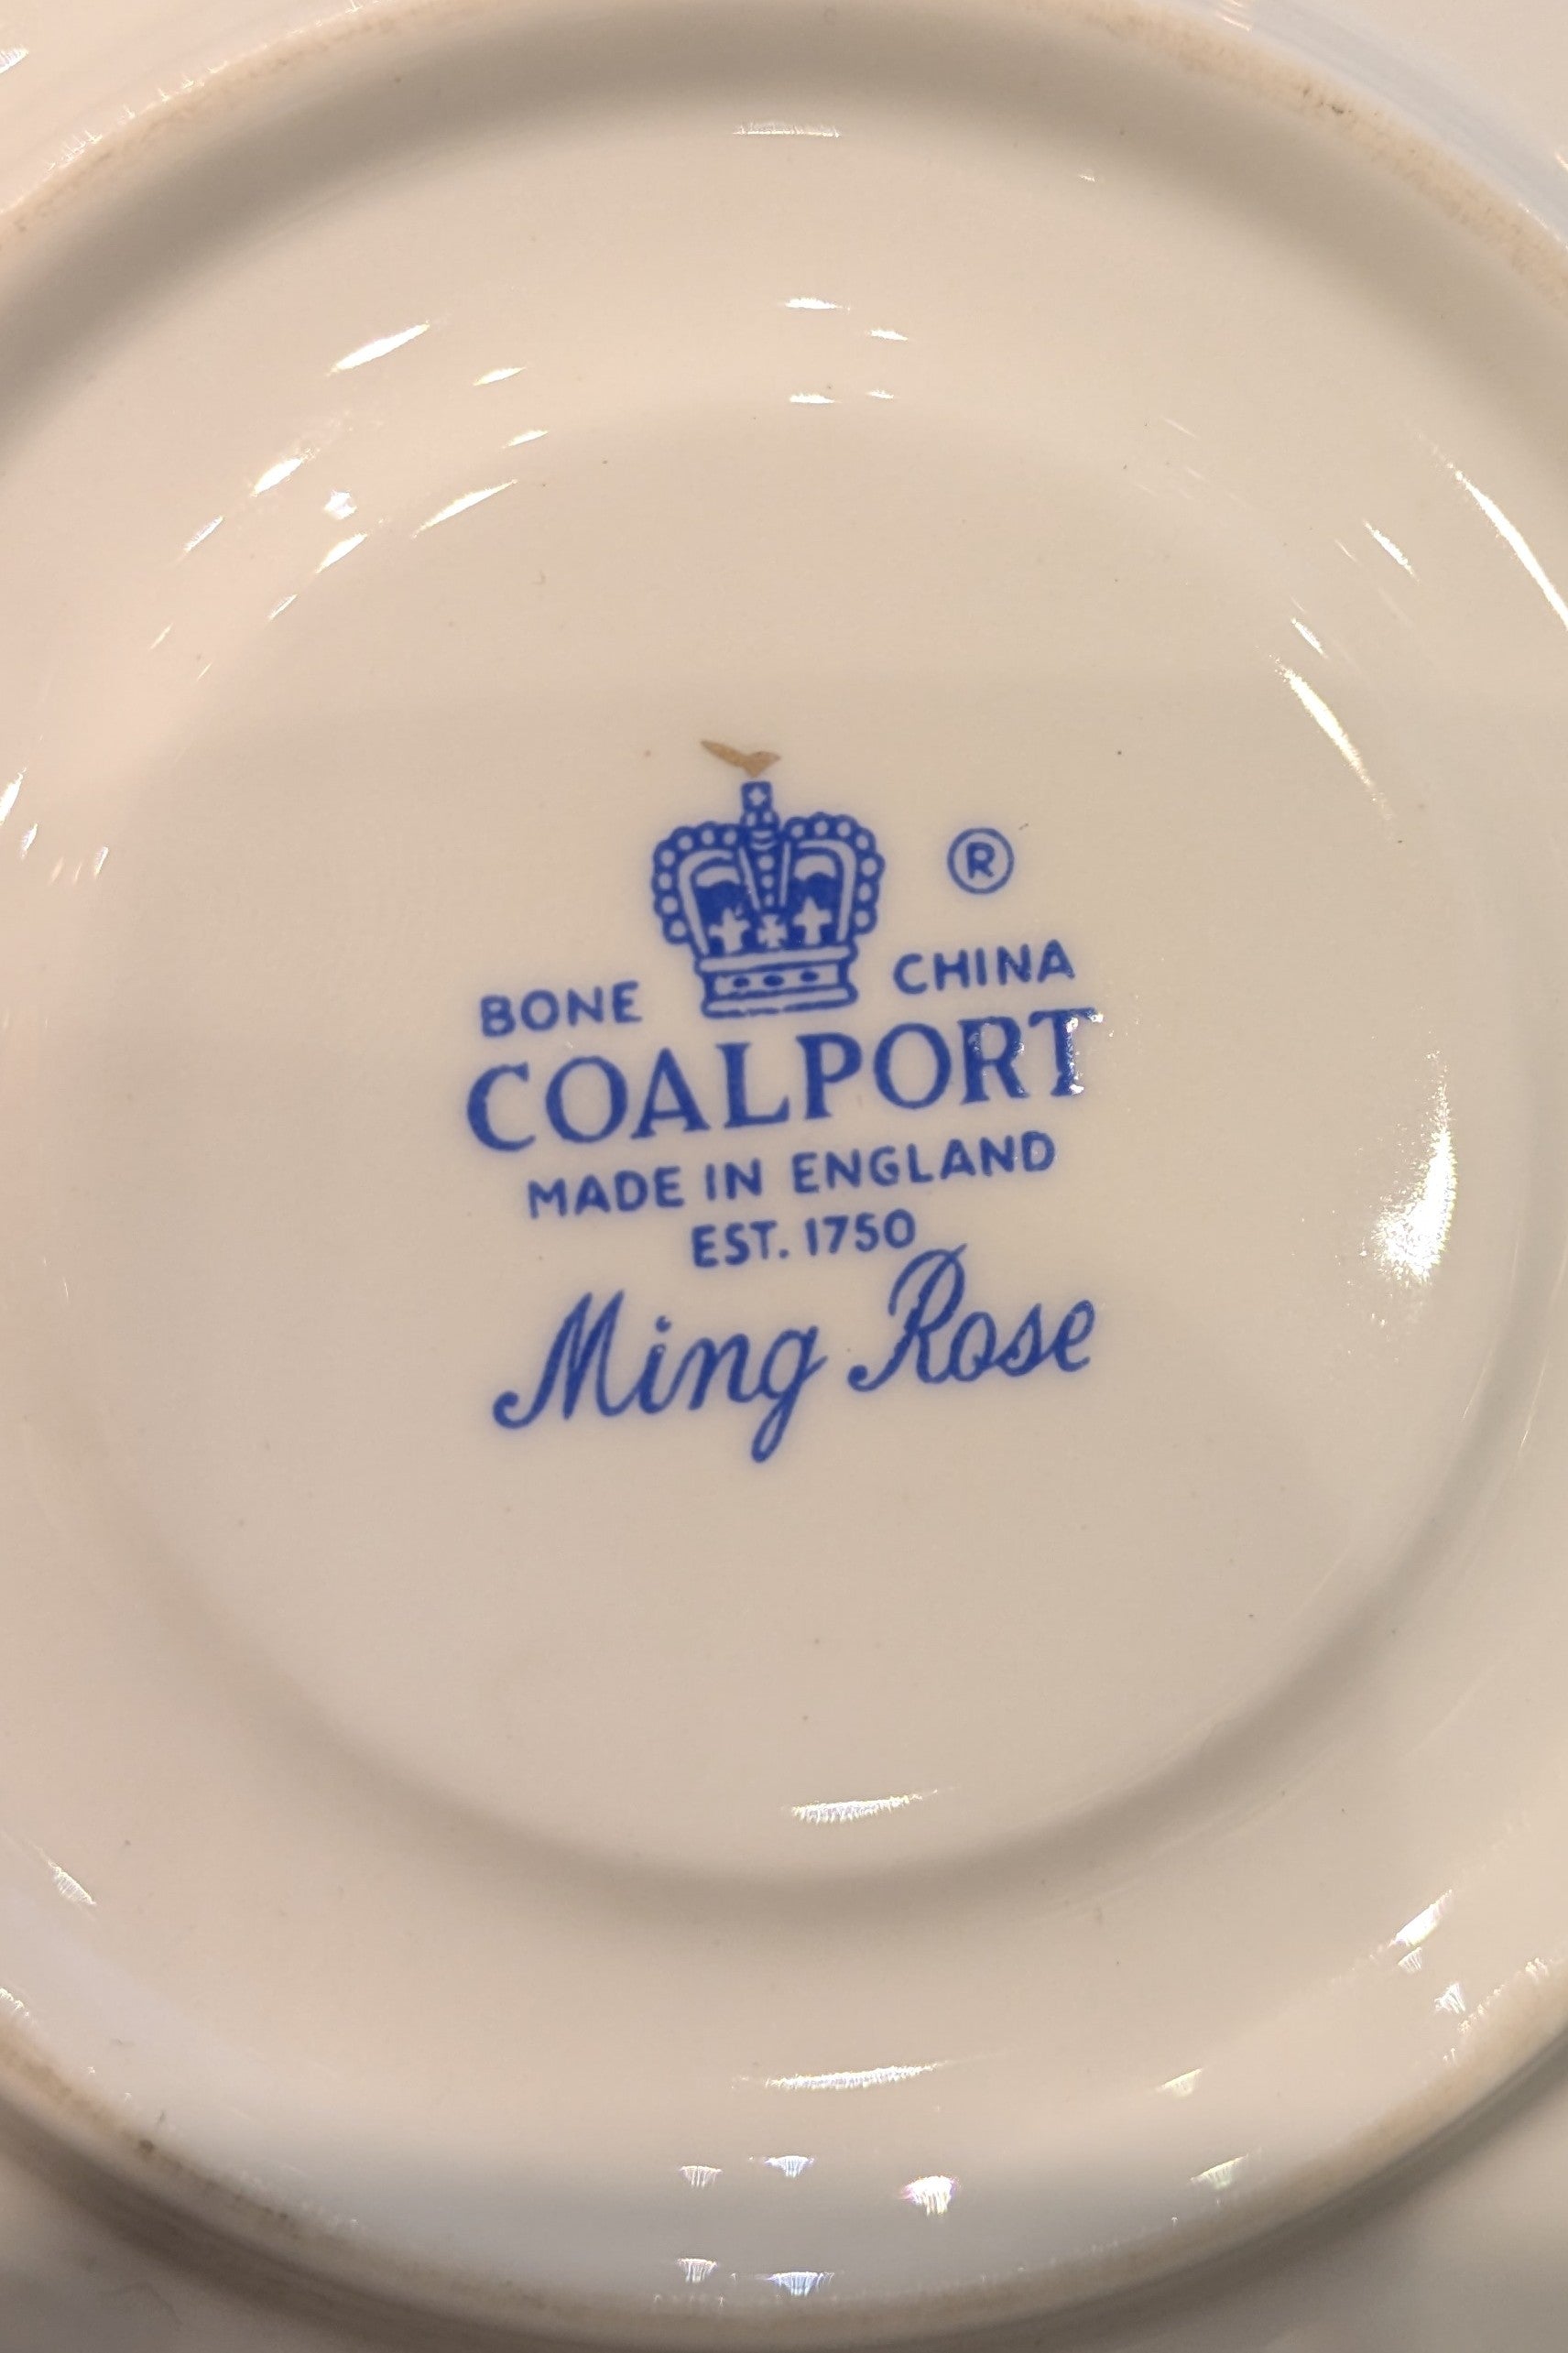 ®
BONE CHINA
COALPORT
MADE IN ENGLAND
EST. 1750
Ming Rose